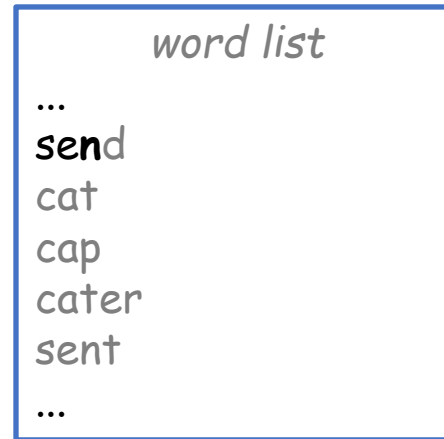 word list
...
send
cat
cap
cater
sent
...